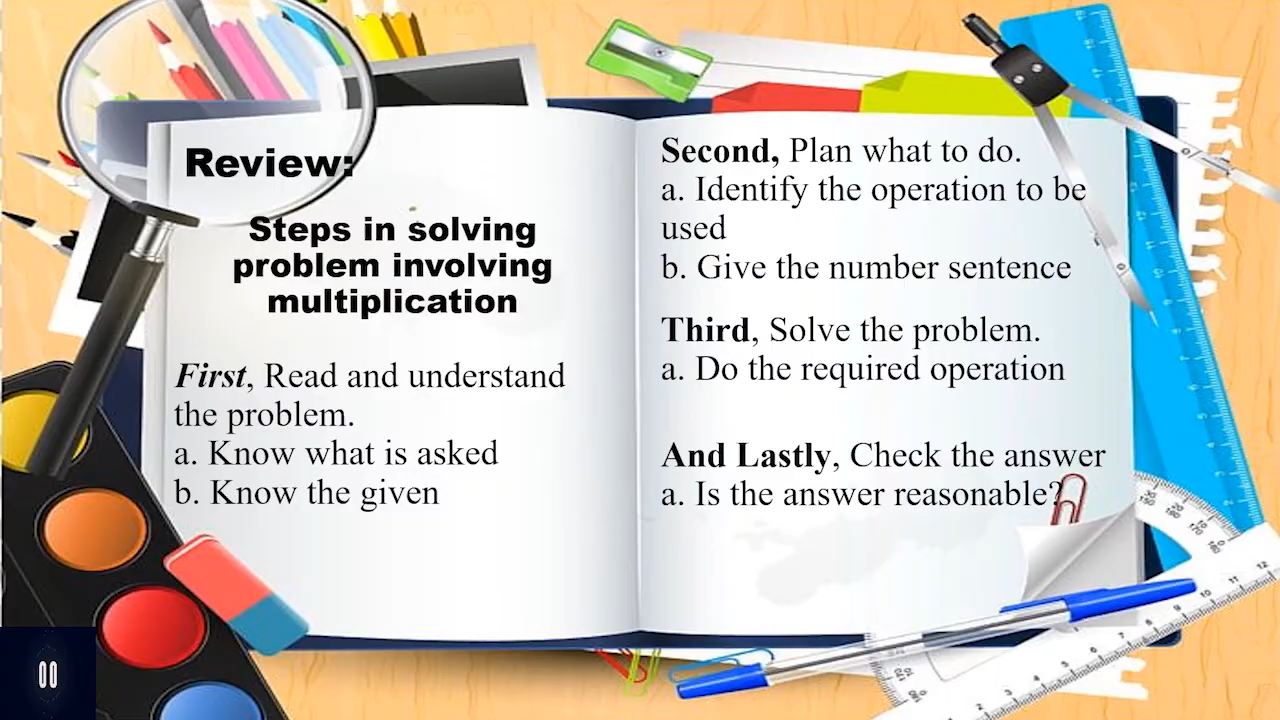 Review:
Steps in solving
problem involving
multiplication
First, Read and understand
the problem.
a. Know what is asked
b. Know the given
Second, Plan what to do.
a. Identify the operation to be
used
b. Give the number sentence
Third, Solve the problem.
a. Do the required operation
And Lastly, Check the answer
a. Is the answer reasonable?